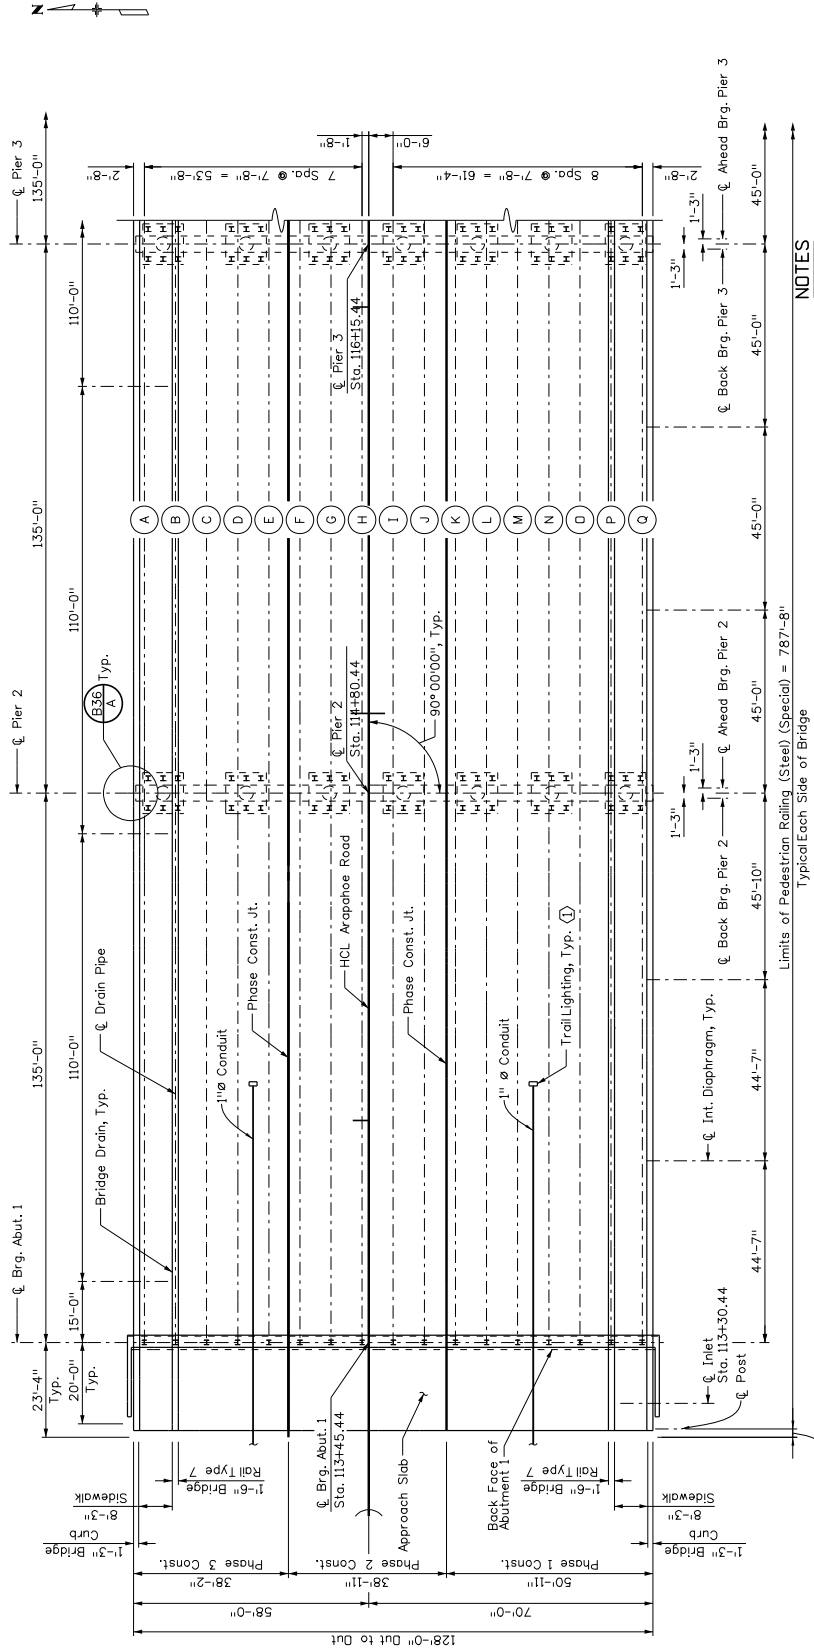 N
℄ Brg. Abut. 1
℄ Pier 2
℄ Pier 3
23'-4"
Typ.
135'-0"
135'-0"
135'-0"
20'-0"
Typ.
15'-0"
110'-0"
110'-0"
110'-0"
Bridge Drain, Typ.
℄ Drain Pipe
B36
A
Typ.
1"Ø Conduit
Phase Const. Jt.
HCL Arapahoe Road
Phase Const. Jt.
1" Ø Conduit
Trail Lighting, Typ. 1
℄ Pier 2
Sta. 114+80.44
90°00'00", Typ.
℄ Pier 3
Sta. 116+15.44
A
B
C
D
E
F
G
H
I
J
K
L
M
N
O
P
Q
2'-8"
7 Spa. @ 7'-8" = 53'-8"
1'-8"
6'-0"
8 Spa. @ 7'-8" = 61'-4"
2'-8"
℄ Brg. Abut. 1
Sta. 113+45.44
Approach Slab
Back Face of
Abutment 1
1'-3" Bridge
Curb
8'-3"
Sidewalk
1'-6" Bridge
Rail Type 7
1'-6" Bridge
Rail Type 7
8'-3"
Sidewalk
1'-3" Bridge
Curb
38'-2"
Phase 3 Const.
38'-11"
Phase 2 Const.
50'-11"
Phase 1 Const.
58'-0"
70'-0"
128'-0" Out to Out
℄ Inlet
Sta. 113+30.44
℄ Post
℄ Int. Diaphragm, Typ.
1'-3"
1'-3"
℄ Back Brg. Pier 2
℄ Ahead Brg. Pier 2
1'-3"
1'-3"
℄ Back Brg. Pier 3
℄ Ahead Brg. Pier 3
44'-7"
44'-7"
45'-10"
45'-0"
45'-0"
45'-0"
45'-0"
Limits of Pedestrian Railing (Steel) (Special) = 787'-8"
Typical Each Side of Bridge
NOTES